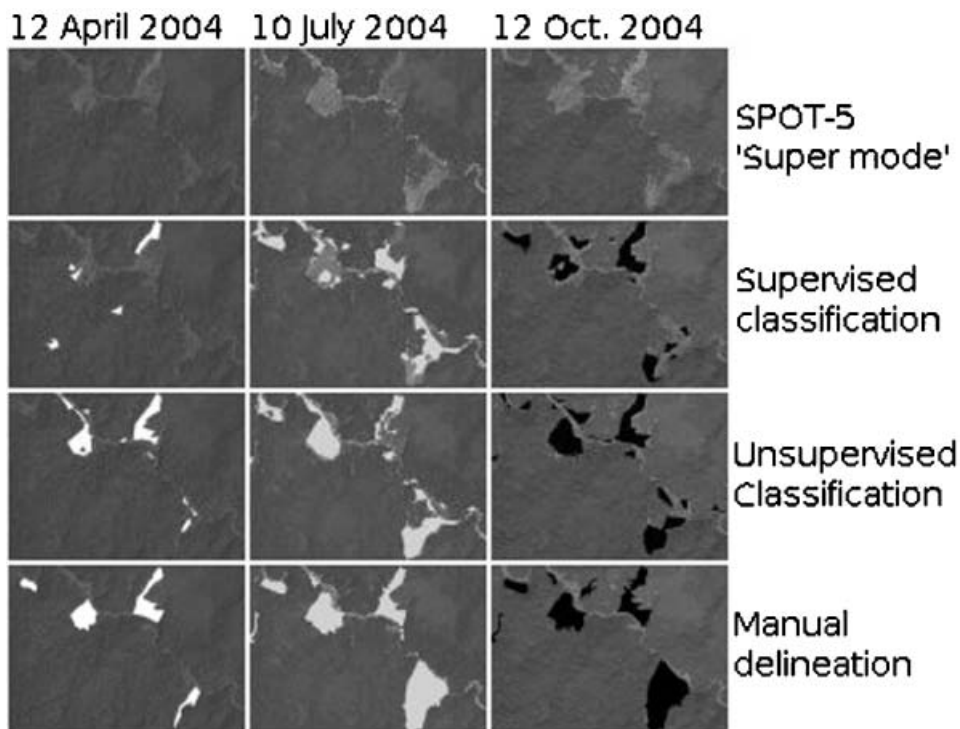 12 April 2004
10 July 2004
12 Oct. 2004
SPOT-5
'Super mode'
Supervised
classification
Unsupervised
Classification
Manual
delineation